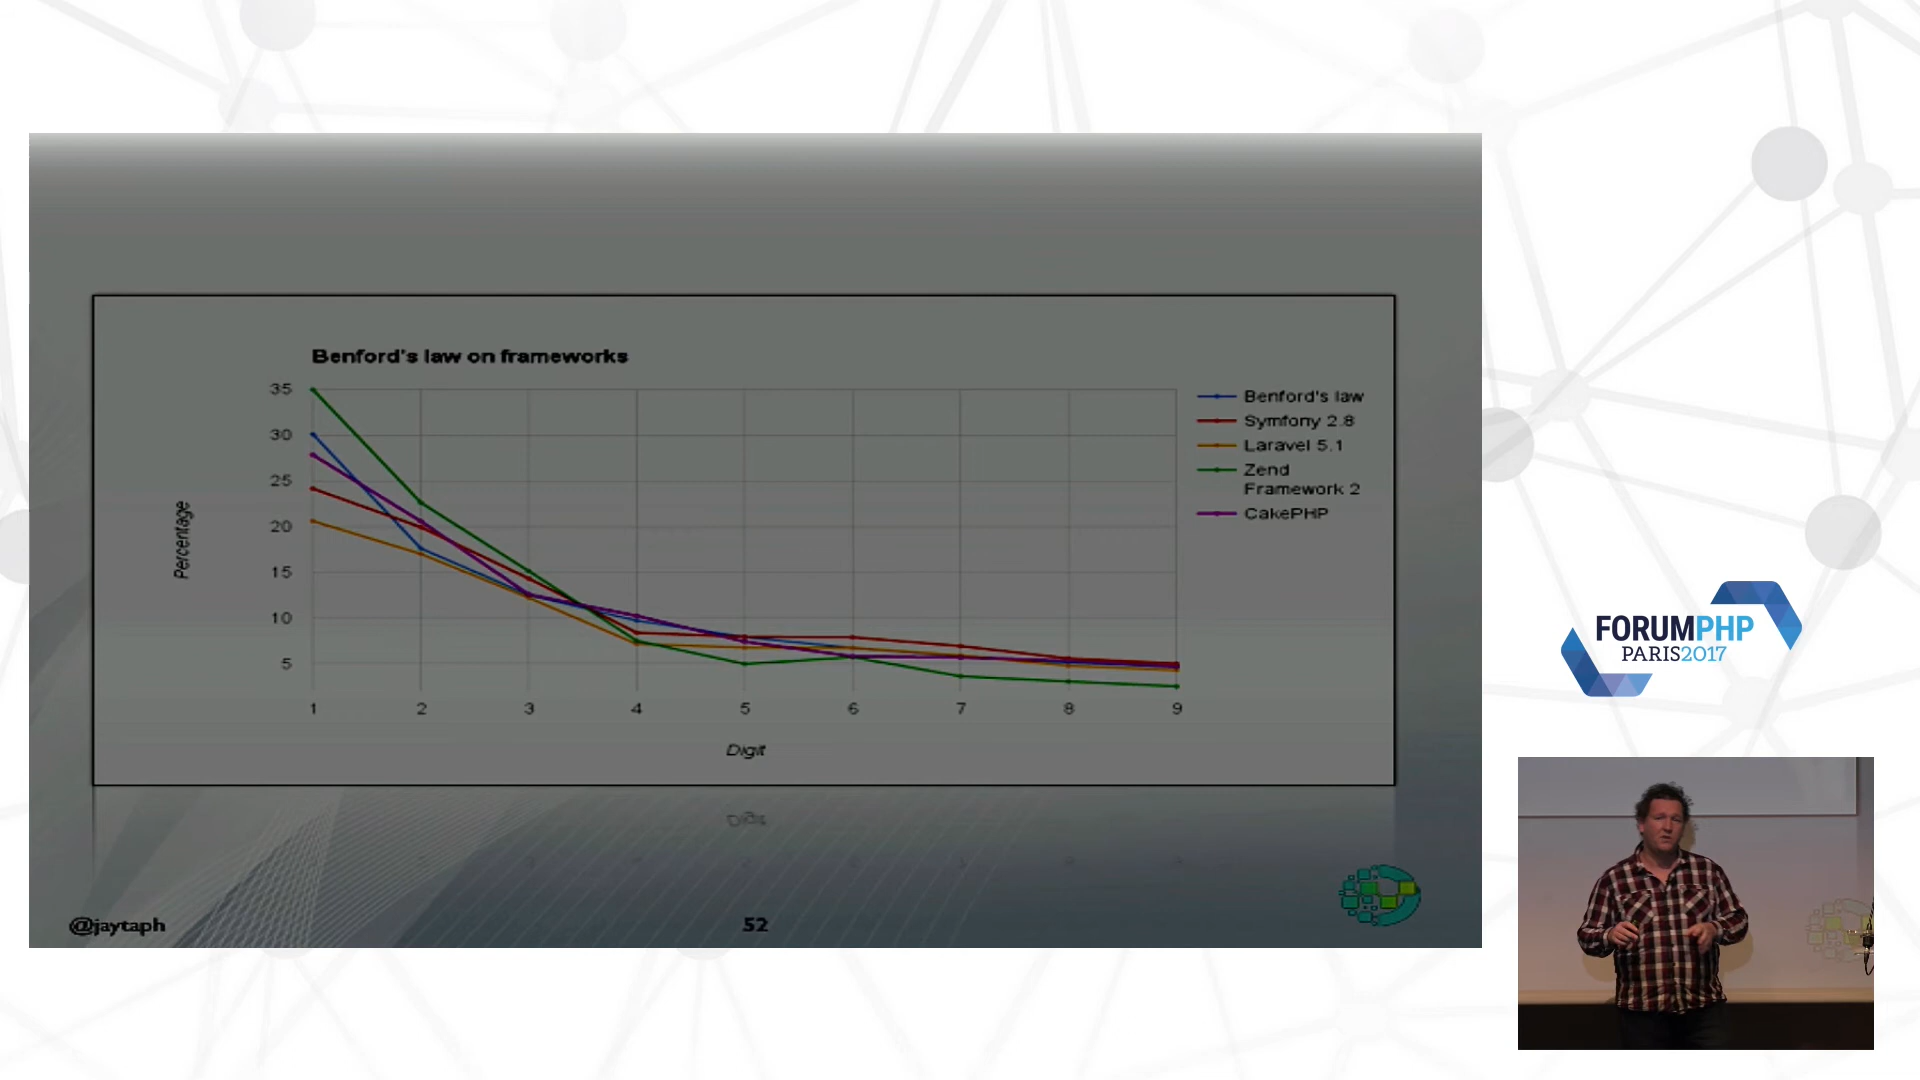 Benford's law on frameworks
35
30
25
20
15
10
5
Percentage
1 2 3 4 5 6 7 8 9
Digit
Benford's law
Symfony 2.8
Laravel 5.1
Zend
Framework 2
CakePHP
Digit
@jaytaph
52
FORUMPHP
PARIS2017